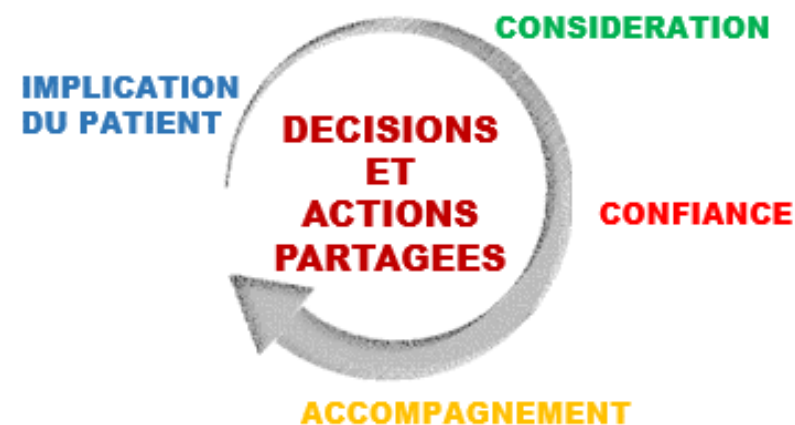 CONSIDERATION
IMPLICATION
DU PATIENT
DECISIONS
ET
ACTIONS
PARTAGEES
CONFIANCE
ACCOMPAGNEMENT